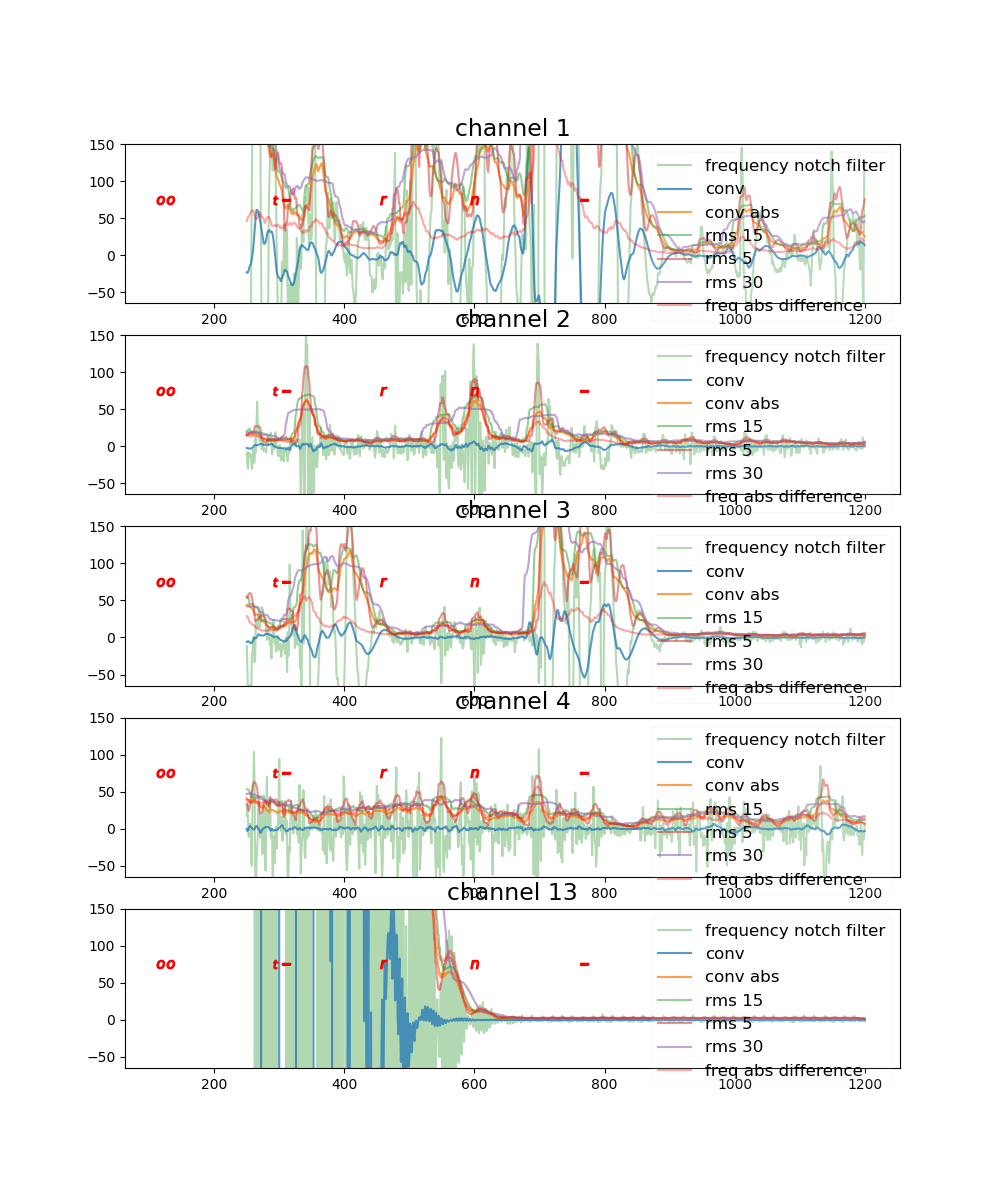 channel 1
150
100
50
0
−50
oo t − r n −
frequency notch filter
conv
conv abs
rms 15
rms 5
rms 30
freq abs difference
200 400 600 800 1000 1200
channel 2
150
100
50
0
−50
oo t − r n −
frequency notch filter
conv
conv abs
rms 15
rms 5
rms 30
freq abs difference
200 400 600 800 1000 1200
channel 3
150
100
50
0
−50
oo t − r n −
frequency notch filter
conv
conv abs
rms 15
rms 5
rms 30
freq abs difference
200 400 600 800 1000 1200
channel 4
150
100
50
0
−50
oo t − r n −
frequency notch filter
conv
conv abs
rms 15
rms 5
rms 30
freq abs difference
200 400 600 800 1000 1200
channel 13
150
100
50
0
−50
oo t − r n −
frequency notch filter
conv
conv abs
rms 15
rms 5
rms 30
freq abs difference
200 400 600 800 1000 1200